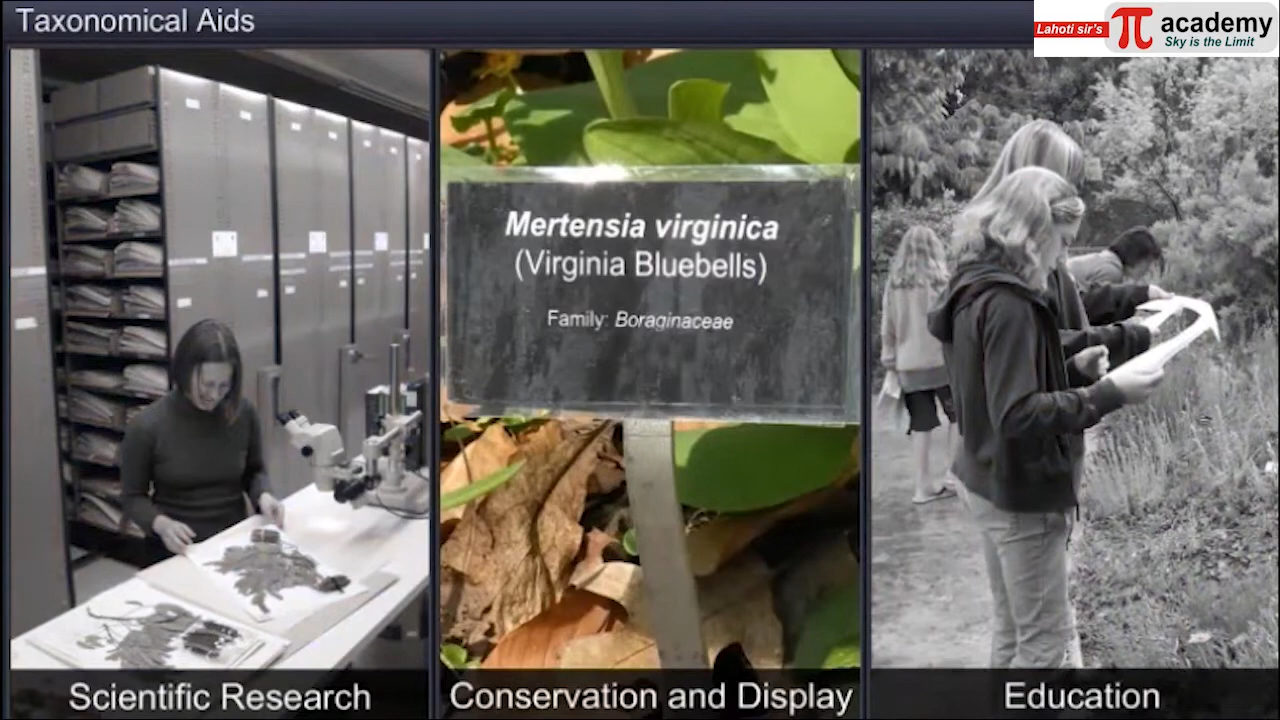 Taxonomical Aids
Lahoti sir's π academy
Sky is the Limit
Mertensia virginica
(Virginia Bluebells)
Family: Boraginaceae
Scientific Research
Conservation and Display
Education